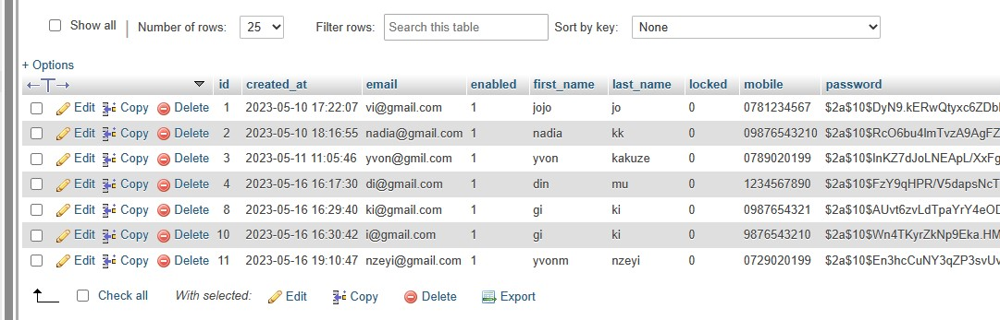 Show all Number of rows: 25 Filter rows: Search this table Sort by key: None
+ Options
id created_at email enabled first_name last_name locked mobile password
Edit Copy Delete 1 2023-05-10 17:22:07 vi@gmail.com 1 jojo jo 0 0781234567 $2a$10$DyN9.kERwQtyxc6ZDbl
Edit Copy Delete 2 2023-05-10 18:16:55 nadia@gmail.com 1 nadia kk 0 09876543210 $2a$10$RcO6bu4lmTvzA9AgFZ
Edit Copy Delete 3 2023-05-11 11:05:46 yvon@gmil.com 1 yvon kakuze 0 0789020199 $2a$10$InKZ7dJoLNEApL/XxFg
Edit Copy Delete 4 2023-05-16 16:17:30 di@gmail.com 1 din mu 0 1234567890 $2a$10$FzY9qHPR/V5dapsNcT
Edit Copy Delete 8 2023-05-16 16:29:40 ki@gmail.com 1 gi ki 0 0987654321 $2a$10$AUvt6zvLdTpaYrY4eOD
Edit Copy Delete 10 2023-05-16 16:30:42 i@gmail.com 1 gi ki 0 9876543210 $2a$10$Wn4TKyrZkNp9Eka.HM
Edit Copy Delete 11 2023-05-16 19:10:47 nzeyi@gmail.com 1 yvonm nzeyi 0 0729020199 $2a$10$En3hcCuNY3qZP3svUv
Check all With selected: Edit Copy Delete Export